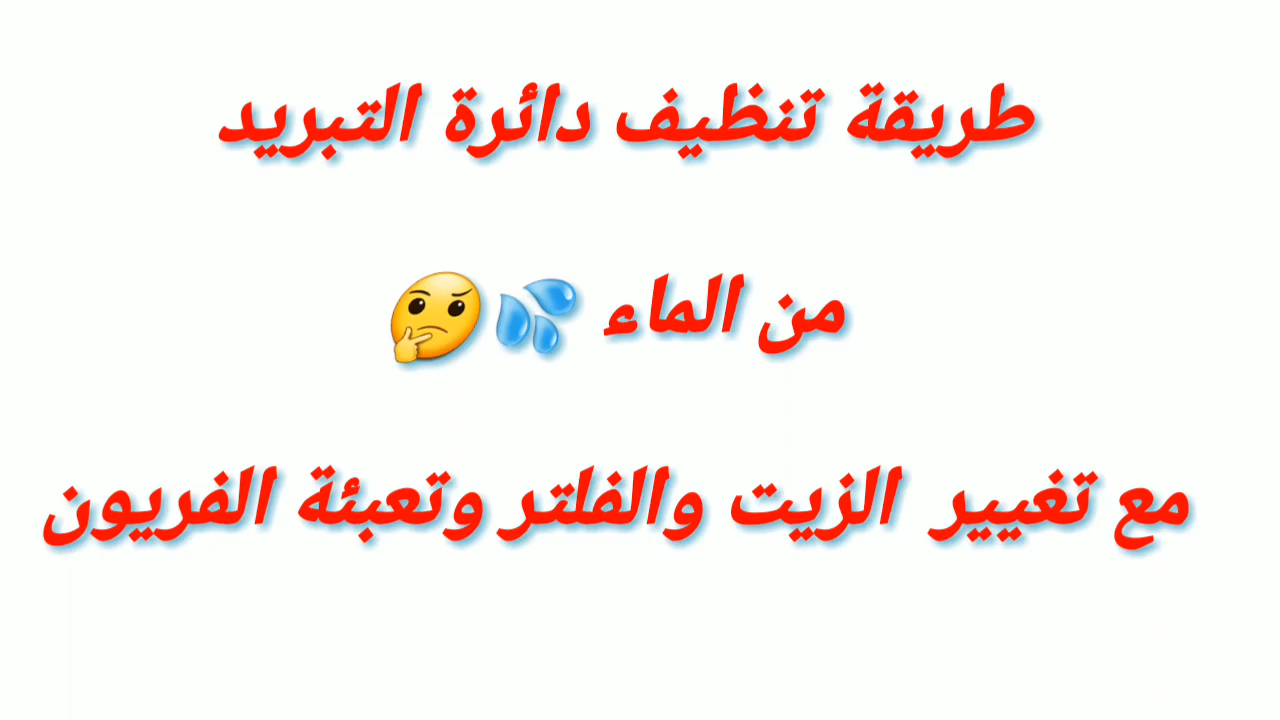 طريقة تنظيف دائرة التبريد
من الماء 💦🤔
مع تغيير الزيت والفلتر وتعبئة الفريون